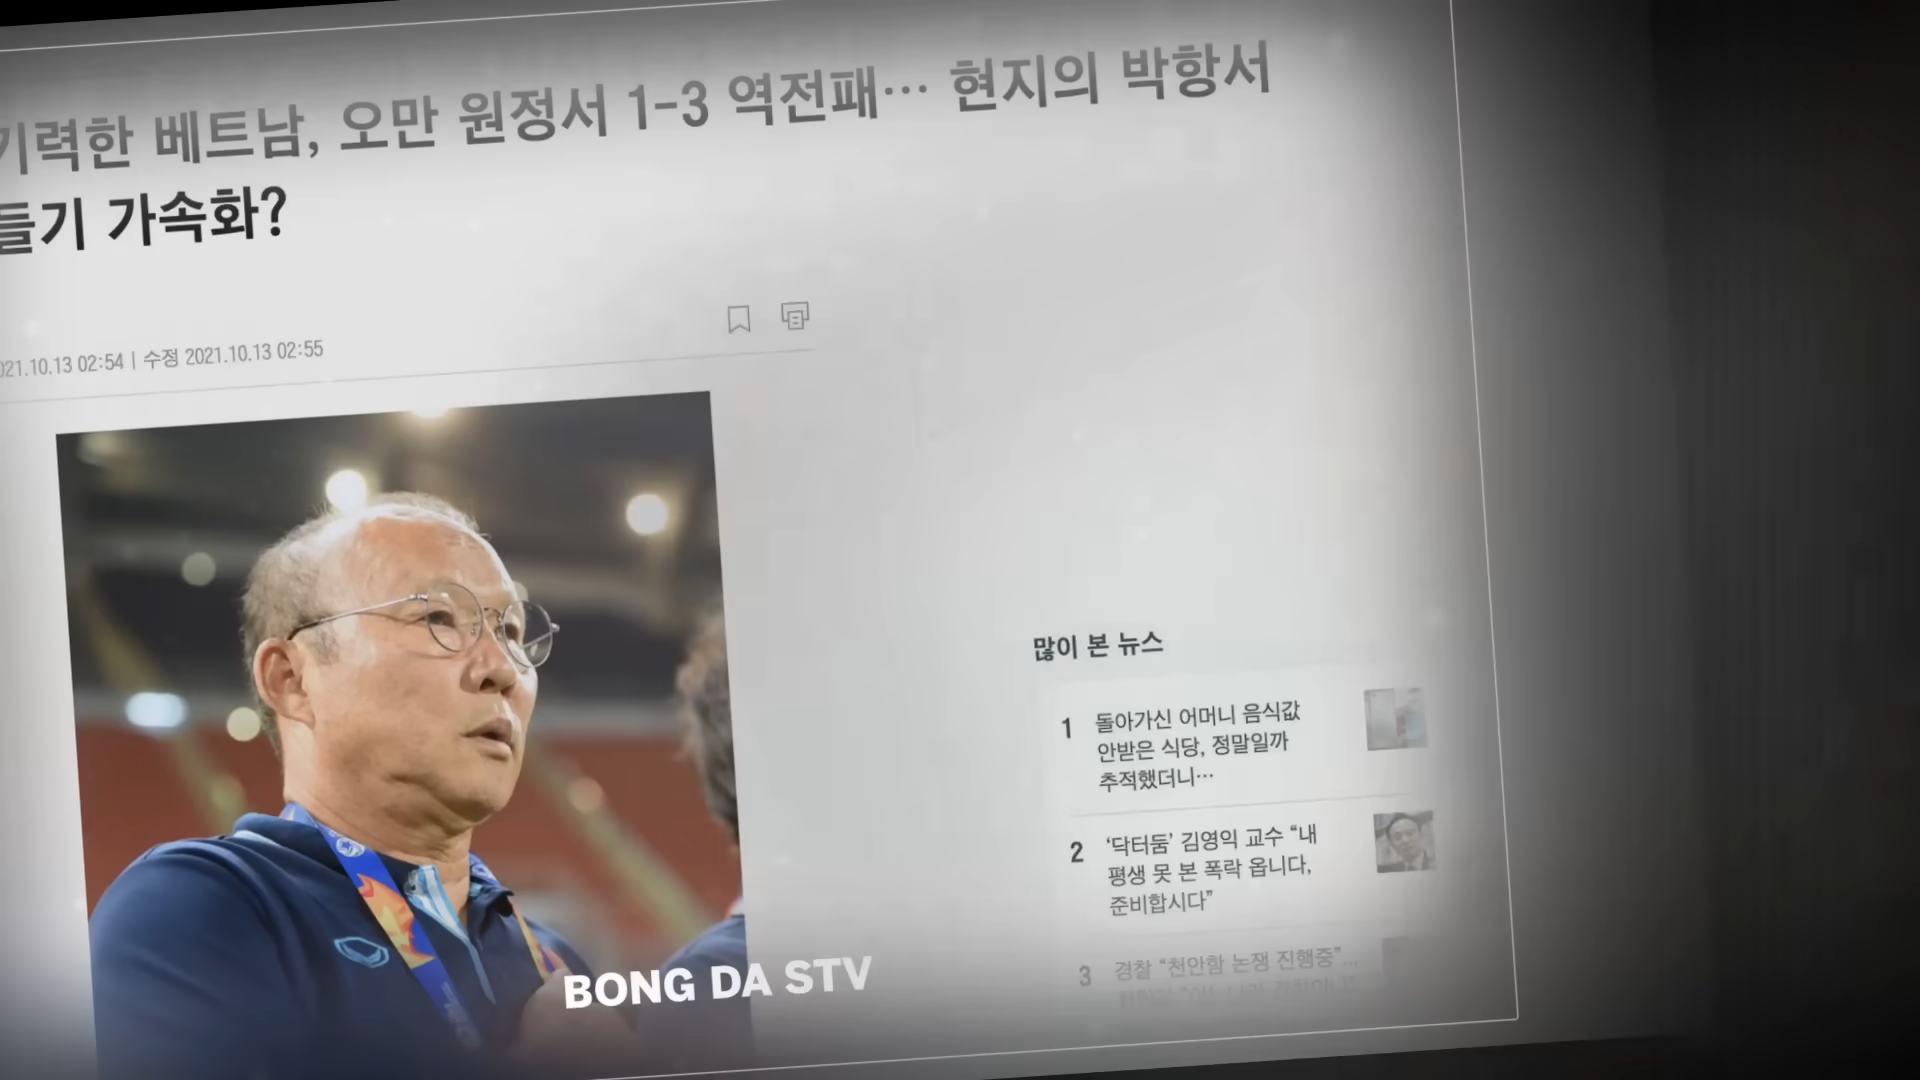 기력한 베트남, 오만 원정서 1-3 역전패… 현지의 박항서
들기 가속화?
021.10.13 02:54 | 수정 2021.10.13 02:55
많이 본 뉴스
1 돌아가신 어머니 음식값
안받은 식당, 정말일까
추적했더니…
2 ‘닥터둠’ 김영익 교수 “내
평생 못 본 폭락 옵니다,
준비합시다”
3 경찰 “천안함 논쟁 진행중”…
BONG DA STV